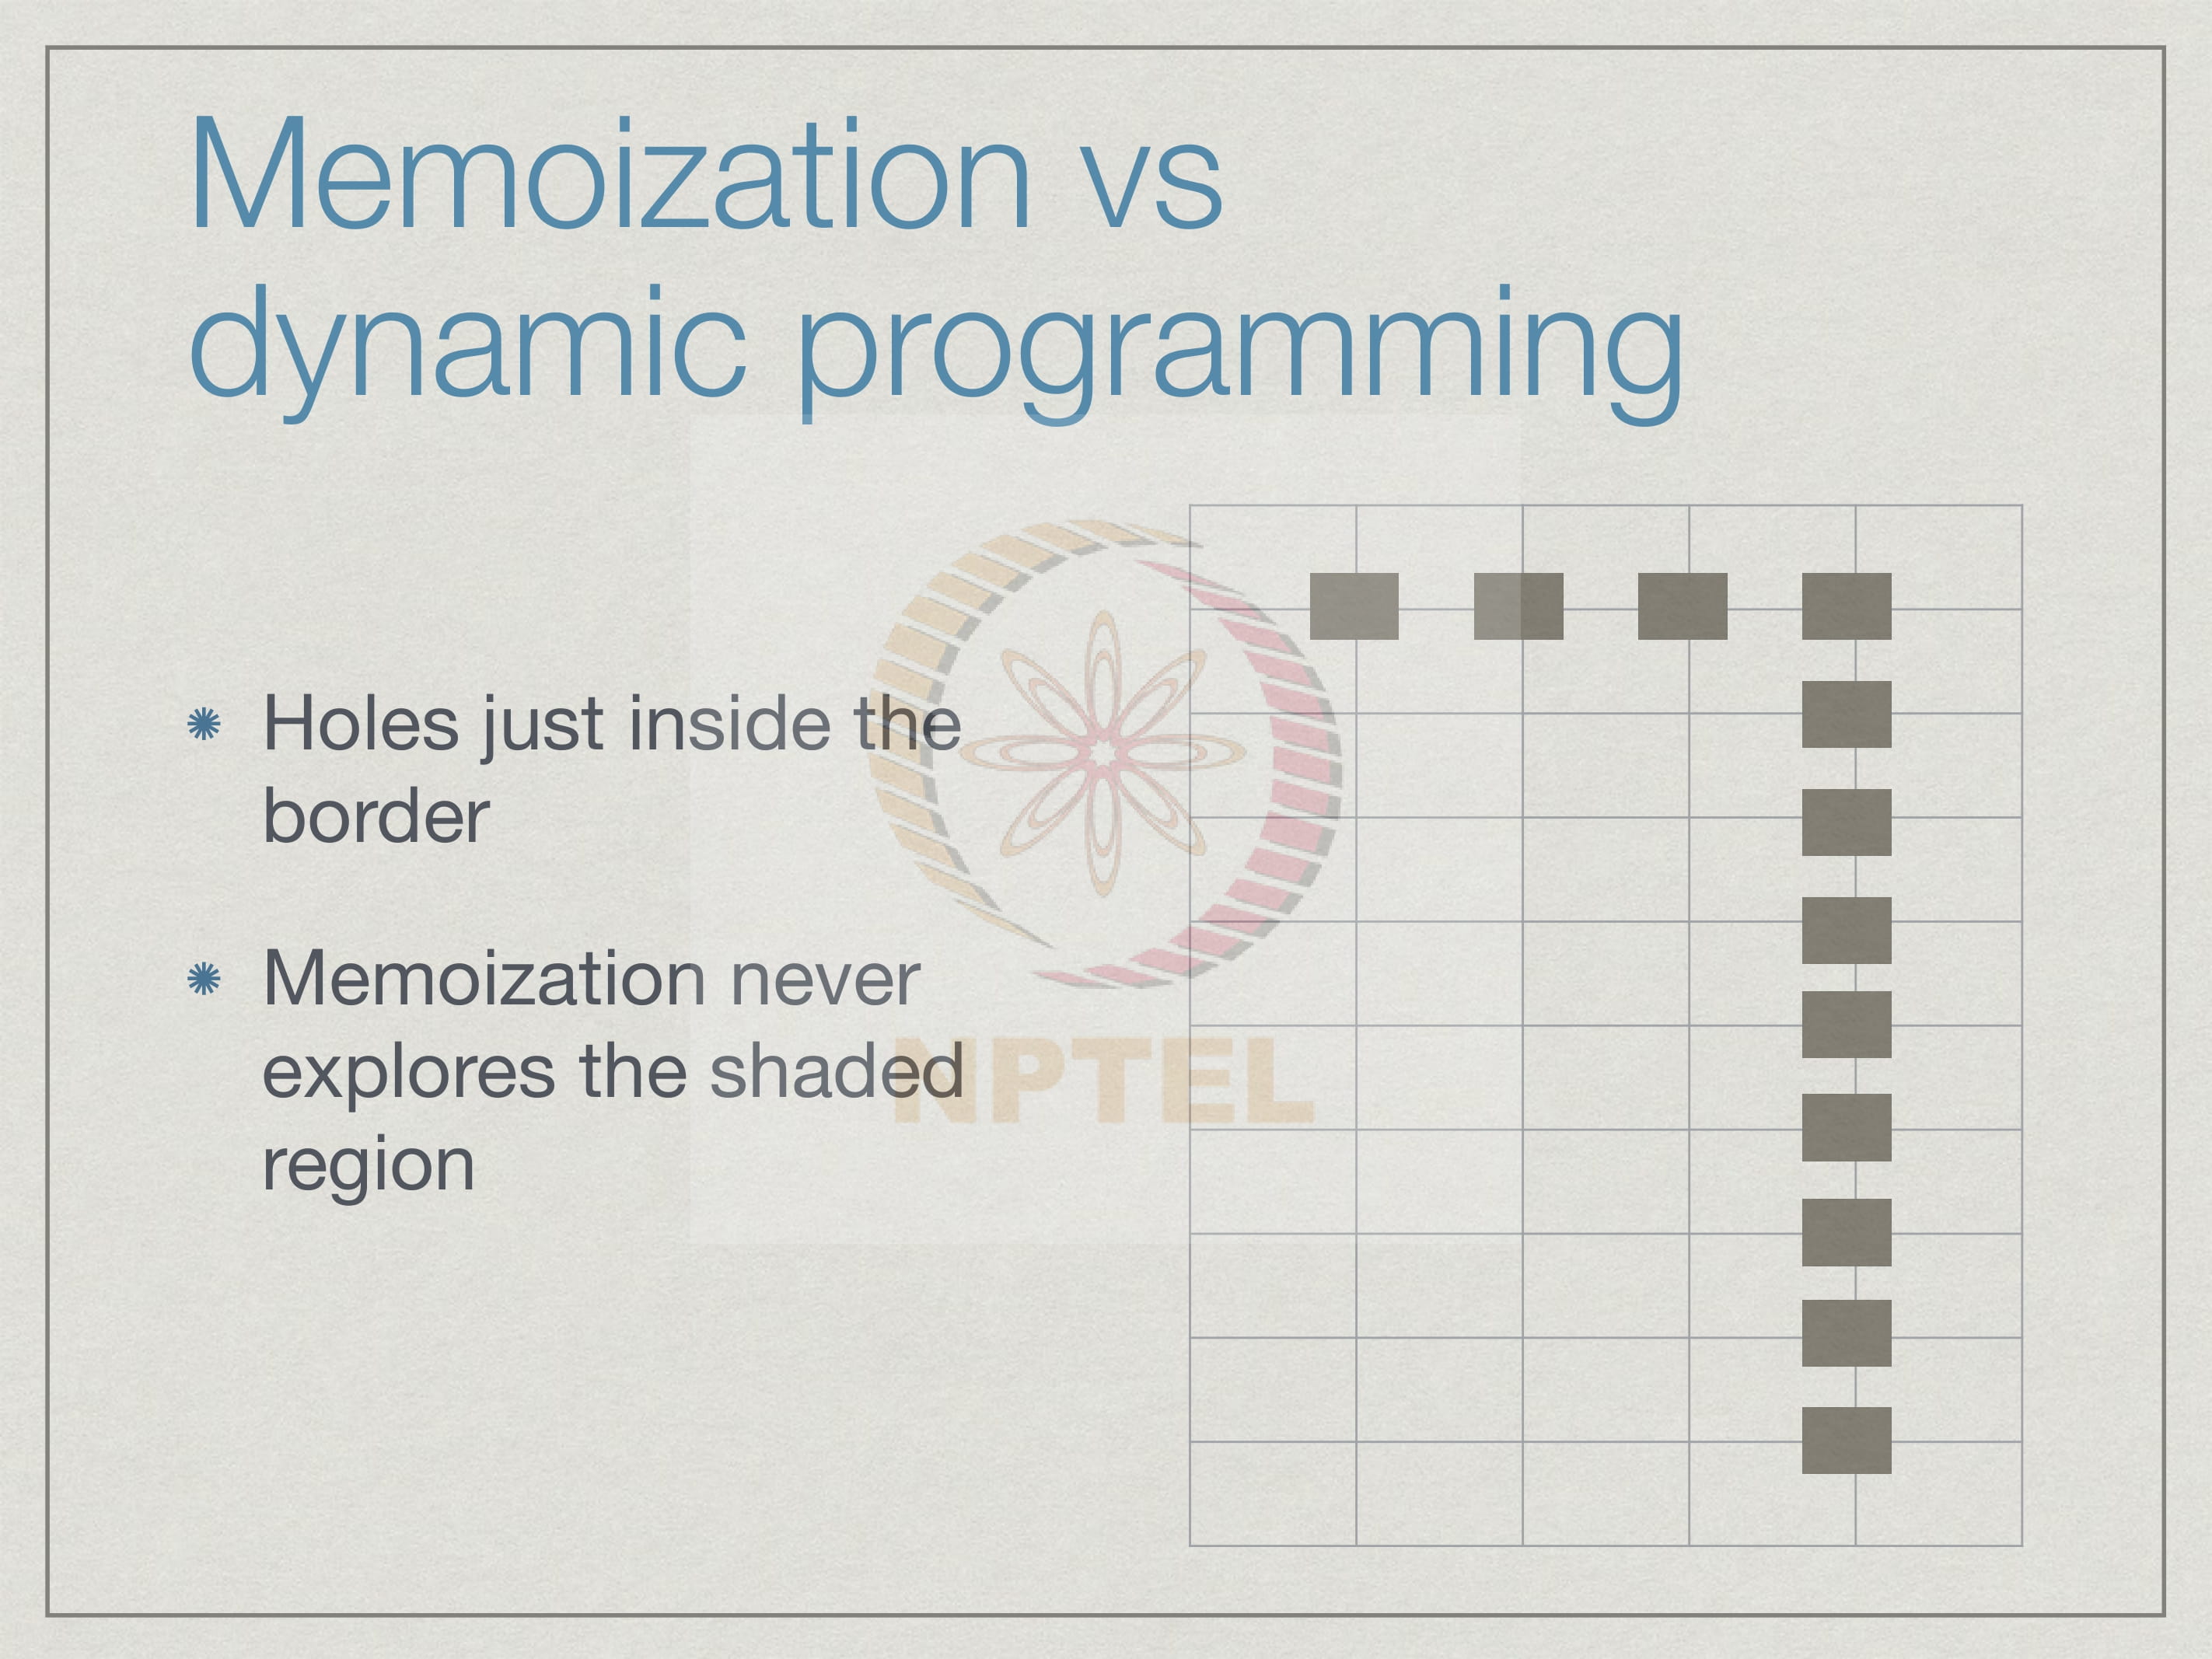 Memoization vs
dynamic programming
Holes just inside the
border
Memoization never
explores the shaded
region
NPTEL